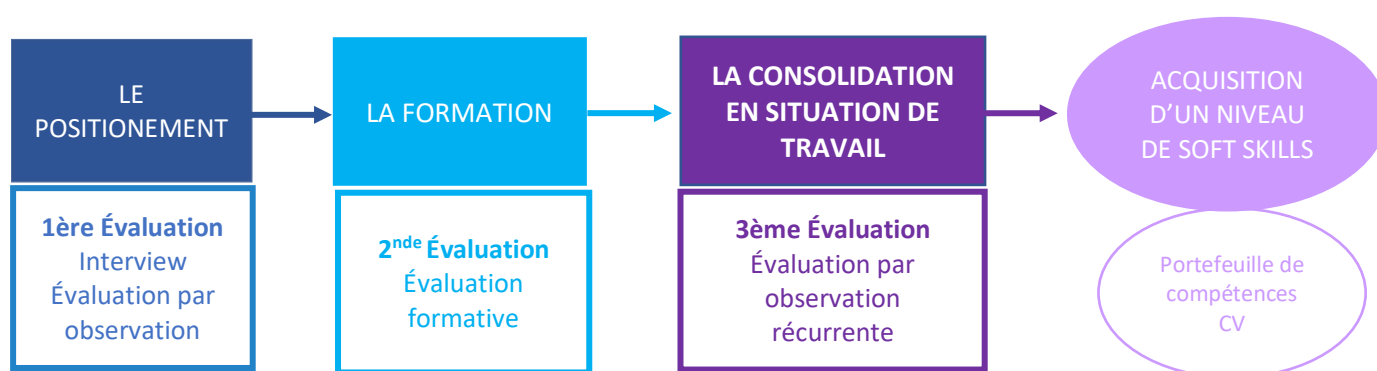 LE
POSITIONEMENT
LA FORMATION
LA CONSOLIDATION
EN SITUATION DE
TRAVAIL
ACQUISITION
D’UN NIVEAU
DE SOFT SKILLS
1ère Évaluation
Interview
Évaluation par
observation
2nde Évaluation
Évaluation
formative
3ème Évaluation
Évaluation par
observation
récurrente
Portefeuille de
compétences
CV